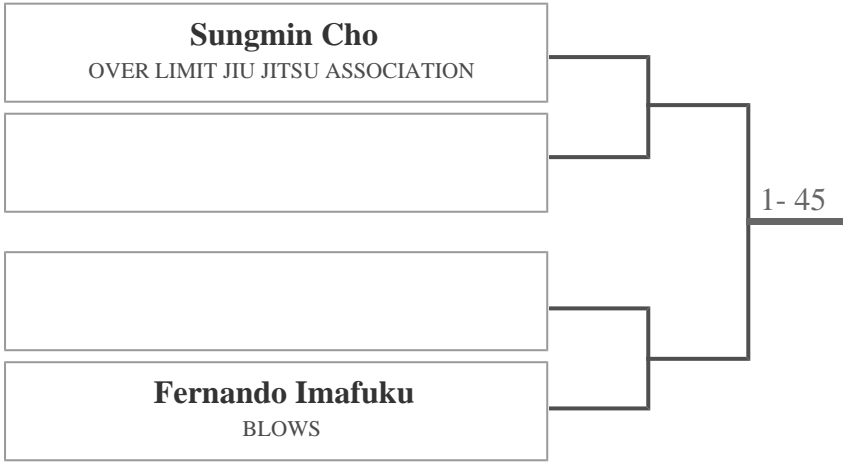 Sungmin Cho
OVER LIMIT JIU JITSU ASSOCIATION
1- 45
Fernando Imafuku
BLOWS